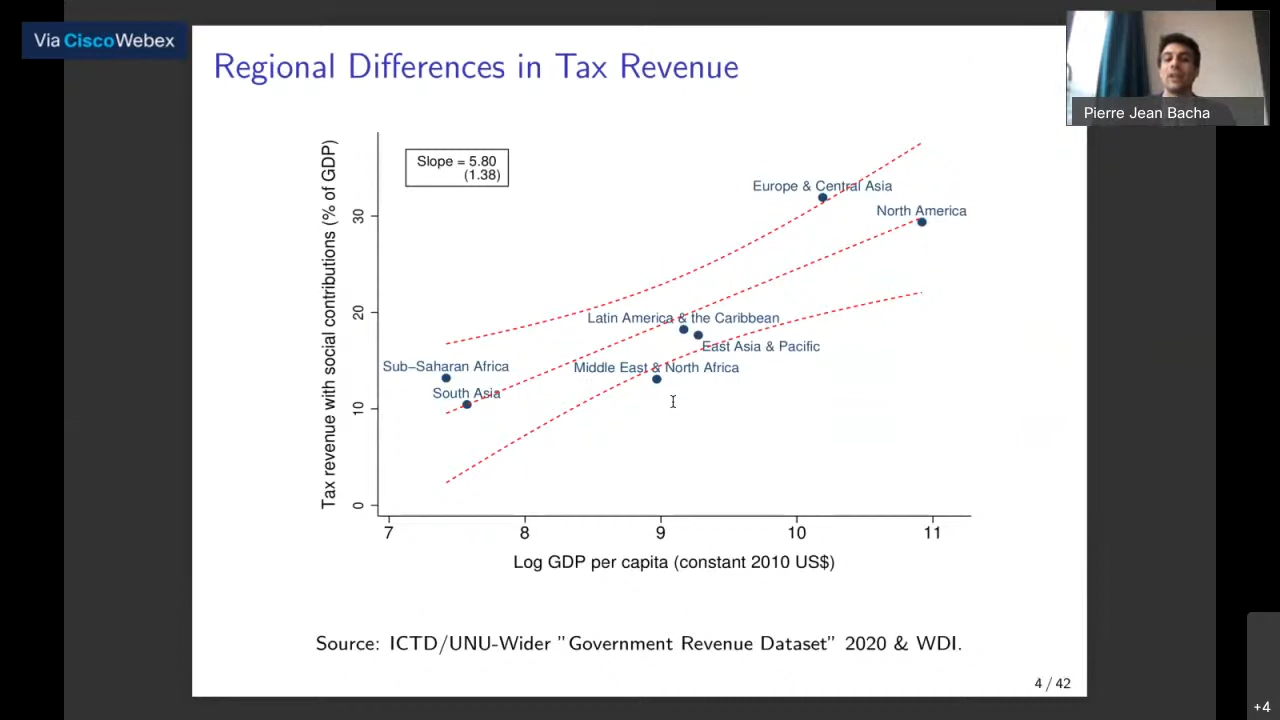 Via Cisco Webex
Regional Differences in Tax Revenue
Pierre Jean Bacha
Slope = 5.80
(1.38)
Tax revenue with social contributions (% of GDP)
30
20
10
0
Europe & Central Asia
North America
Latin America & the Caribbean
East Asia & Pacific
Sub−Saharan Africa
Middle East & North Africa
South Asia
7 8 9 10 11
Log GDP per capita (constant 2010 US$)
Source: ICTD/UNU-Wider "Government Revenue Dataset" 2020 & WDI.
4 / 42
+4